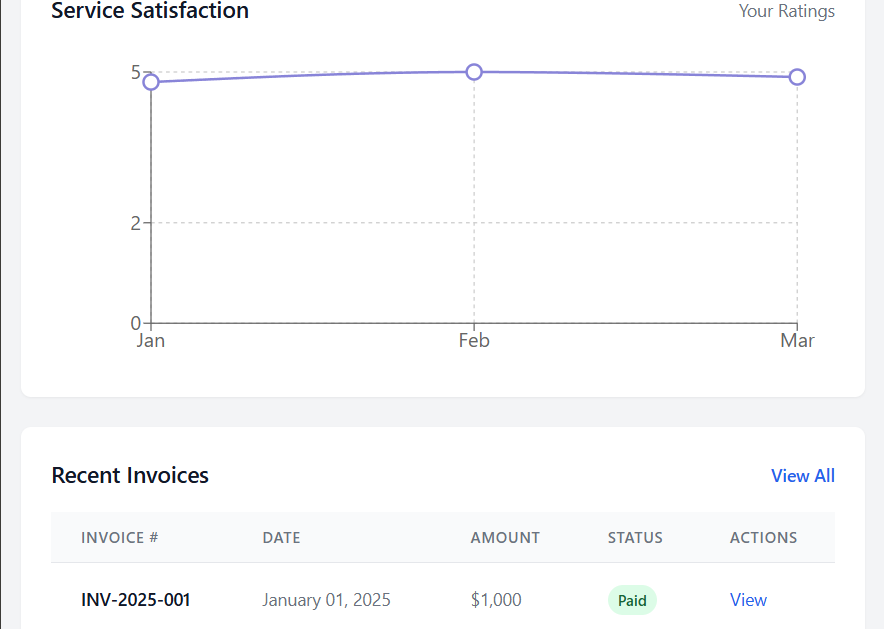 Service Satisfaction Your Ratings
5
2
0
Jan Feb Mar
Recent Invoices View All
INVOICE # DATE AMOUNT STATUS ACTIONS
INV-2025-001 January 01, 2025 $1,000 Paid View